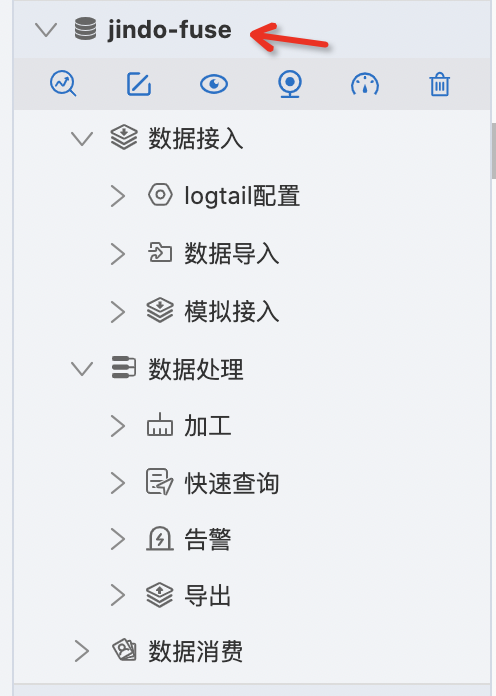 jindo-fuse
数据接入
logtail配置
数据导入
模拟接入
数据处理
加工
快速查询
告警
导出
数据消费